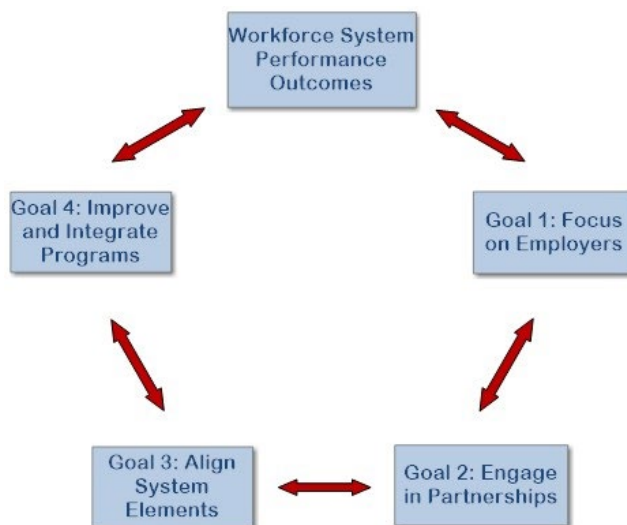 Workforce System
Performance
Outcomes
Goal 4: Improve
and Integrate
Programs
Goal 1: Focus
on Employers
Goal 3: Align
System
Elements
Goal 2: Engage
in Partnerships